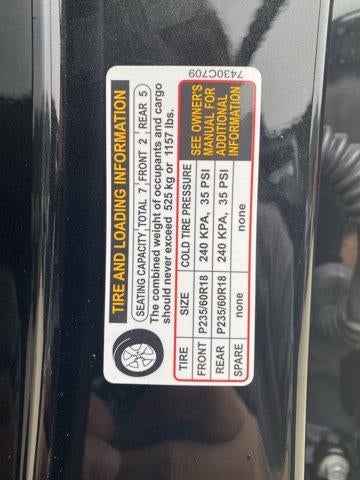 TIRE AND LOADING INFORMATION
SEATING CAPACITY TOTAL 7 FRONT 2 REAR 5
The combined weight of occupants and cargo
should never exceed 525 kg or 1157 lbs.
TIRE SIZE COLD TIRE PRESSURE
FRONT P235/60R18 240 KPA, 35 PSI
REAR P235/60R18 240 KPA, 35 PSI
SPARE none none
SEE OWNER'S
MANUAL FOR
ADDITIONAL
INFORMATION
7430C709